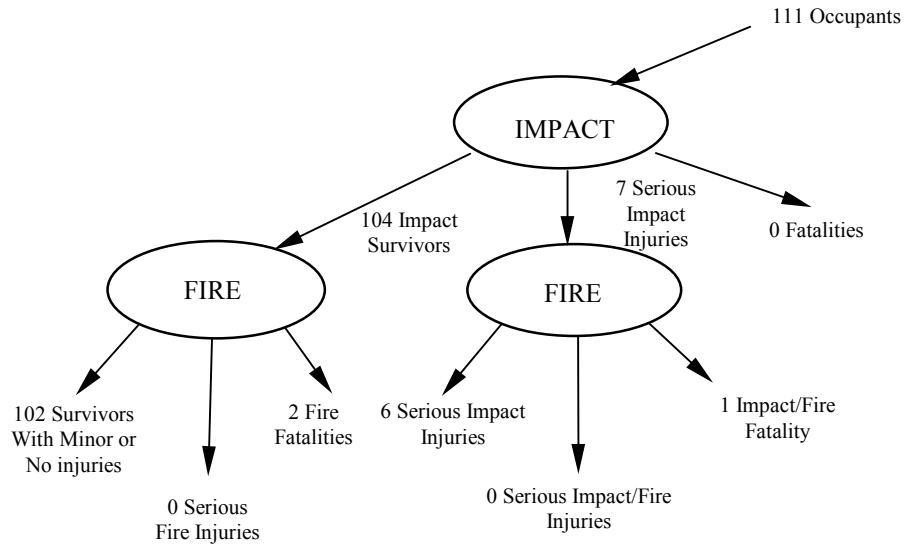 111 Occupants
IMPACT
104 Impact
Survivors
7 Serious
Impact
Injuries
0 Fatalities
FIRE
FIRE
102 Survivors
With Minor or
No injuries
0 Serious
Fire Injuries
2 Fire
Fatalities
6 Serious Impact
Injuries
0 Serious Impact/Fire
Injuries
1 Impact/Fire
Fatality